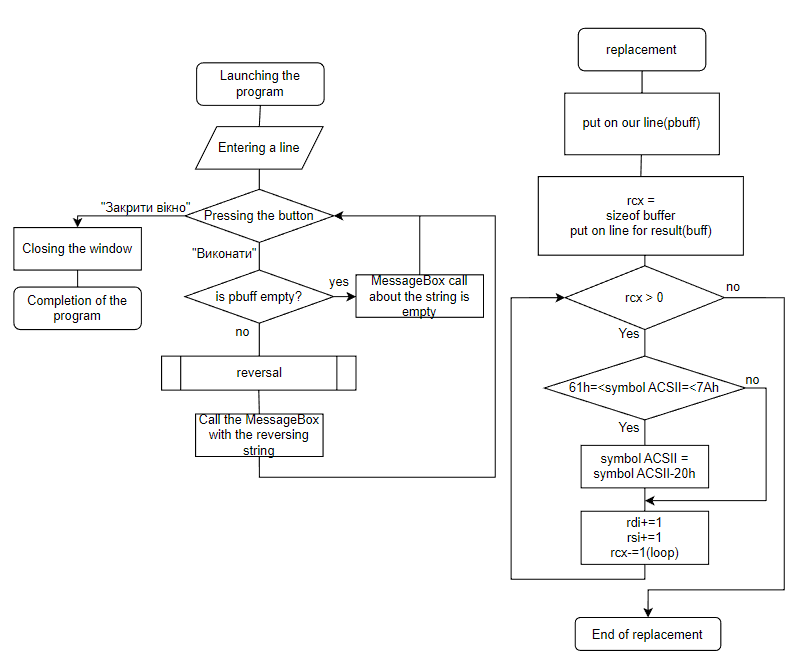 Launching the
program
Entering a line
"Закрити вікно"
Pressing the button
Closing the window
"Виконати"
Completion of the
program
is pbuff empty?
yes
MessageBox call
about the string is
empty
no
reversal
Call the MessageBox
with the reversing
string
replacement
put on our line(pbuff)
rcx =
sizeof buffer
put on line for result(buff)
rcx > 0
no
Yes
61h=<symbol ACSII=<7Ah
no
Yes
symbol ACSII =
symbol ACSII-20h
rdi+=1
rsi+=1
rcx-=1(loop)
End of replacement